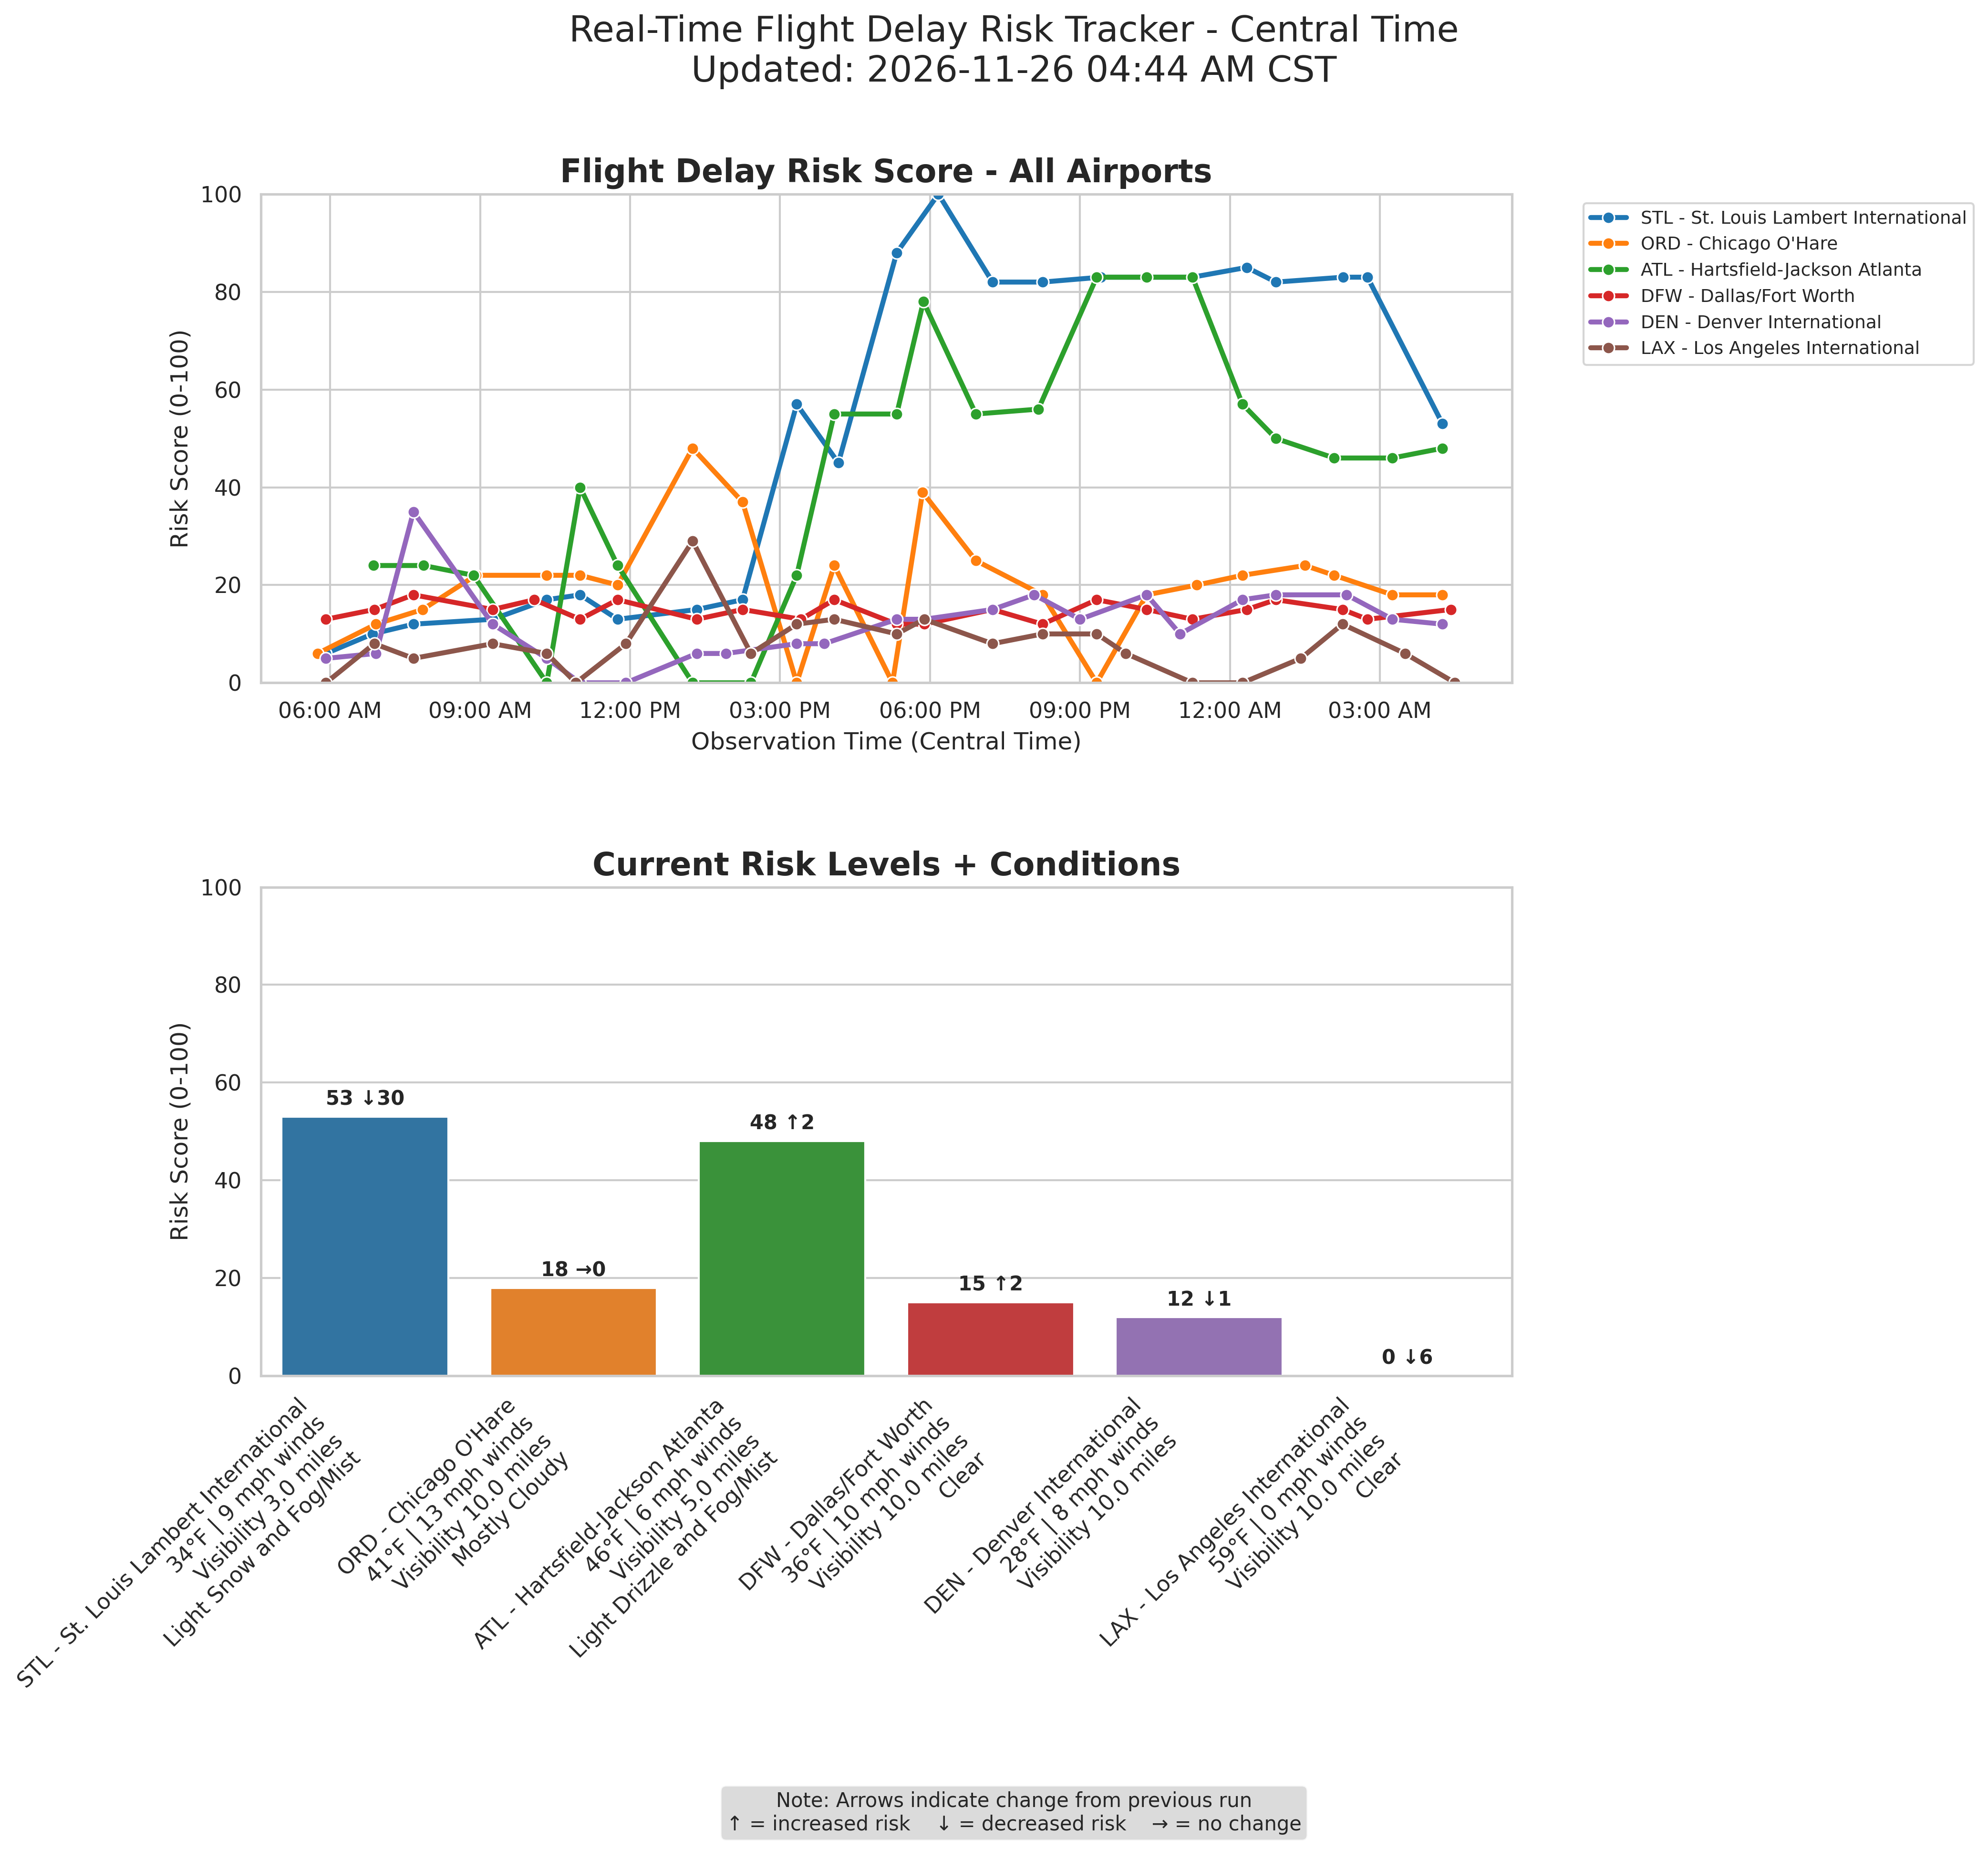 Real-Time Flight Delay Risk Tracker - Central Time
Updated: 2026-11-26 04:44 AM CST
Flight Delay Risk Score - All Airports
Risk Score (0-100)
100
80
60
40
20
0
06:00 AM
09:00 AM
12:00 PM
03:00 PM
06:00 PM
09:00 PM
12:00 AM
03:00 AM
Observation Time (Central Time)
STL - St. Louis Lambert International
ORD - Chicago O'Hare
ATL - Hartsfield-Jackson Atlanta
DFW - Dallas/Fort Worth
DEN - Denver International
LAX - Los Angeles International
Current Risk Levels + Conditions
Risk Score (0-100)
100
80
60
40
20
0
53 ↓30
18 →0
48 ↑2
15 ↑2
12 ↓1
0 ↓6
STL - St. Louis Lambert International
34°F | 9 mph winds
Visibility 3.0 miles
Light Snow and Fog/Mist
ORD - Chicago O'Hare
41°F | 13 mph winds
Visibility 10.0 miles
Mostly Cloudy
ATL - Hartsfield-Jackson Atlanta
46°F | 6 mph winds
Visibility 5.0 miles
Light Drizzle and Fog/Mist
DFW - Dallas/Fort Worth
36°F | 10 mph winds
Visibility 10.0 miles
Clear
DEN - Denver International
28°F | 8 mph winds
Visibility 10.0 miles
LAX - Los Angeles International
59°F | 0 mph winds
Visibility 10.0 miles
Clear
Note: Arrows indicate change from previous run
↑ = increased risk ↓ = decreased risk → = no change